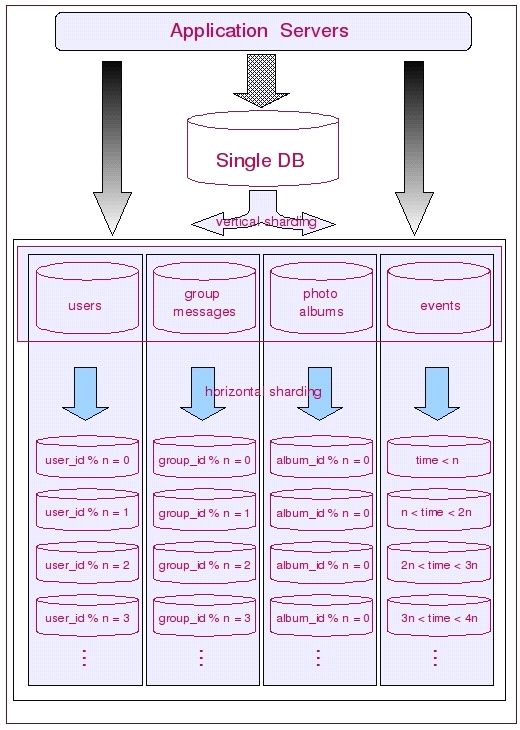 Application Servers
Single DB
vertical sharding
users
group
messages
photo
albums
events
horizontal sharding
user_id % n = 0
group_id % n = 0
album_id % n = 0
time < n
user_id % n = 1
group_id % n = 1
album_id % n = 0
n < time < 2n
user_id % n = 2
group_id % n = 2
album_id % n = 0
2n < time < 3n
user_id % n = 3
group_id % n = 3
album_id % n = 0
3n < time < 4n